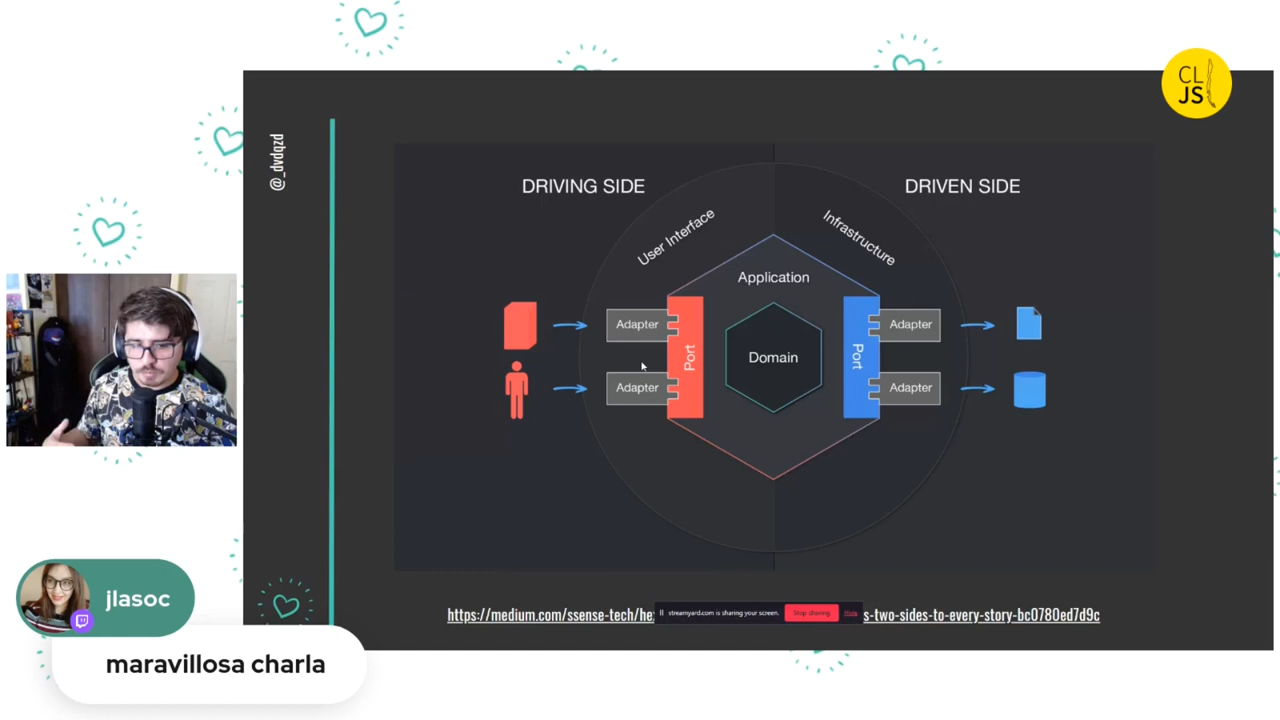 CL
JS
@_dvdqzd
DRIVING SIDE
DRIVEN SIDE
User Interface
Infrastructure
Application
Adapter
Adapter
Port
Domain
Port
Adapter
Adapter
https://medium.com/ssense-tech/he
streamyard.com is sharing your screen.
Stop sharing
Hide
s-two-sides-to-every-story-bc0780ed7d9c
jlasoc
maravillosa charla